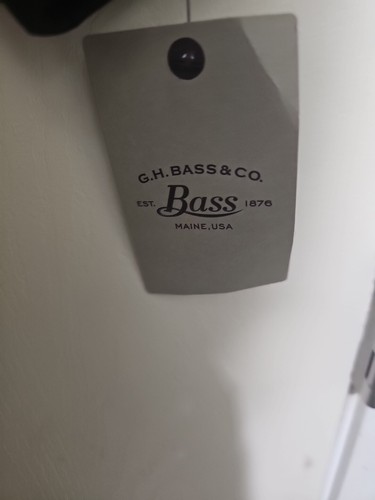 G.H. BASS & CO.
EST. Bass 1876
MAINE, USA